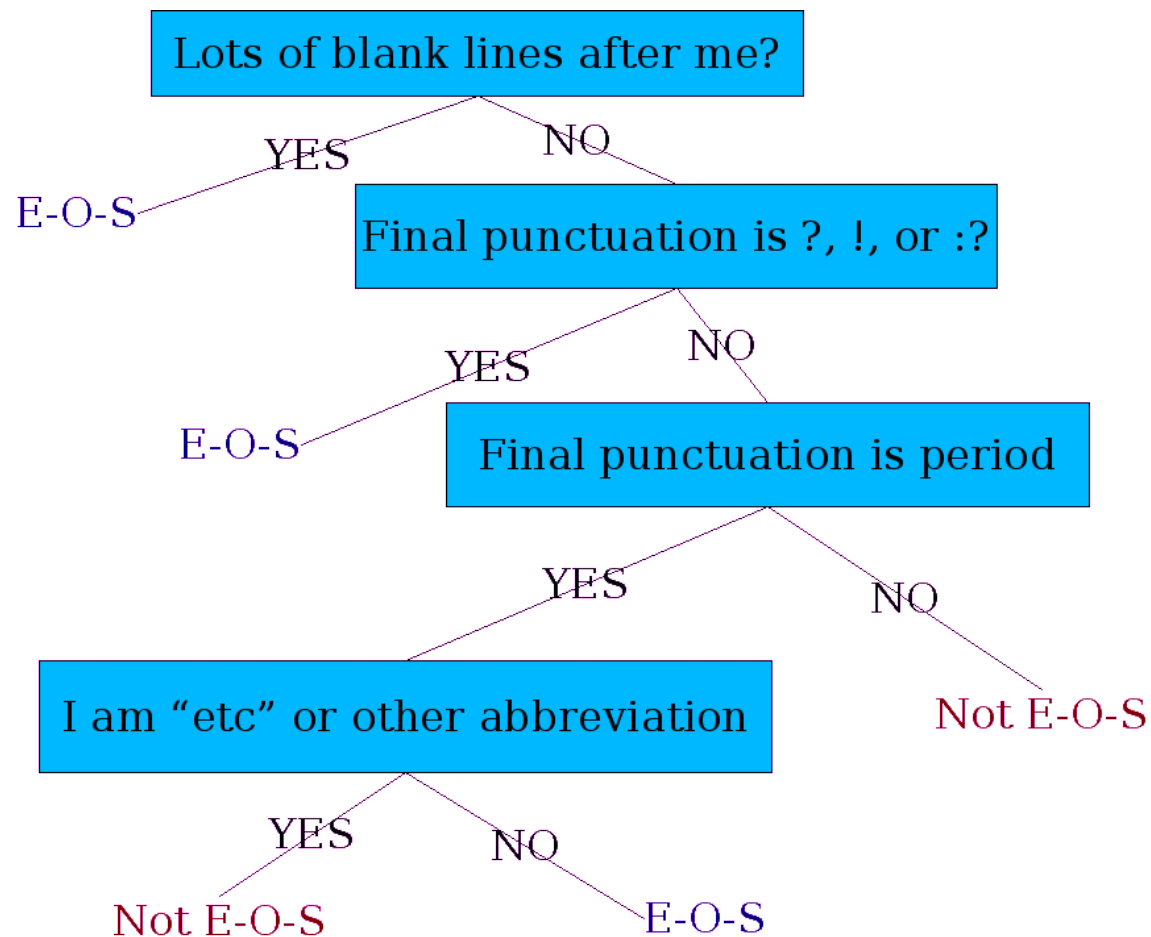 Lots of blank lines after me?
YES
NO
E-O-S
Final punctuation is ?, !, or :?
YES
NO
E-O-S
Final punctuation is period
YES
NO
I am “etc” or other abbreviation
Not E-O-S
YES
NO
Not E-O-S
E-O-S